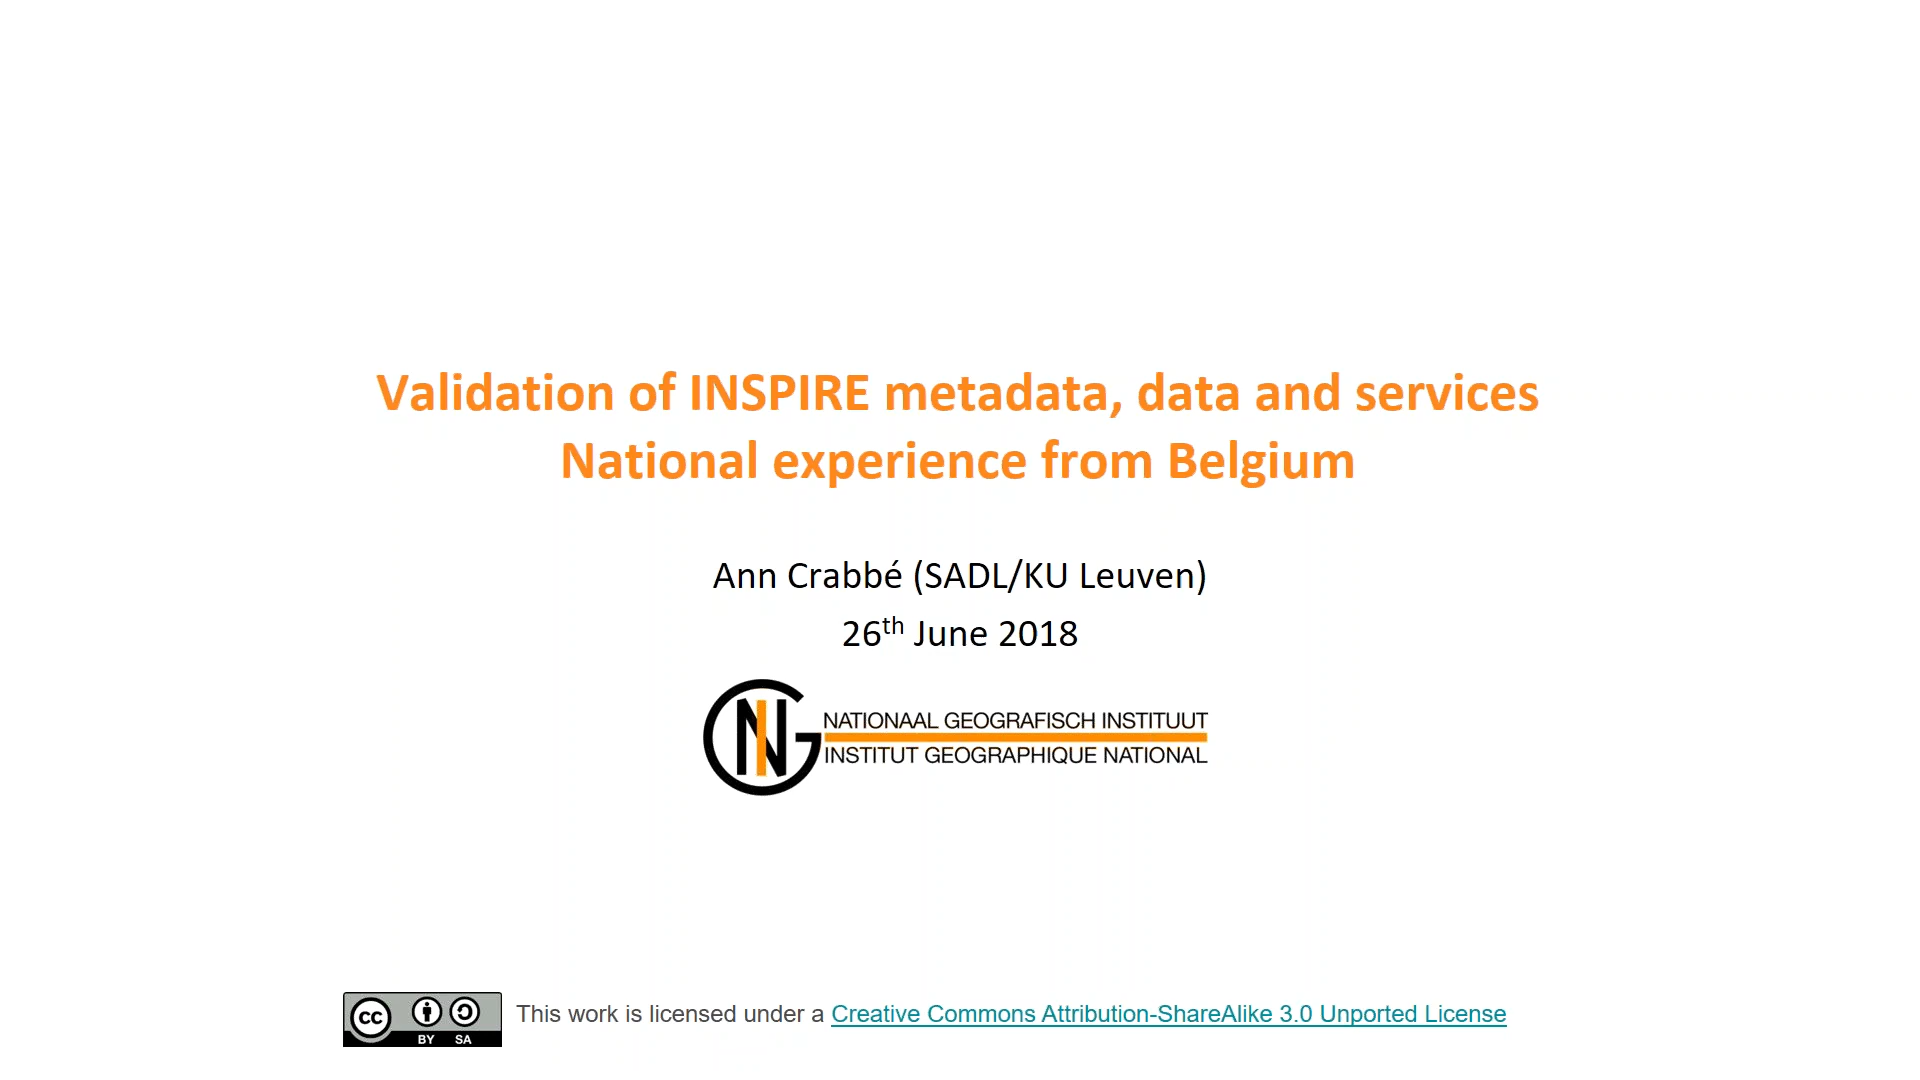 Validation of INSPIRE metadata, data and services
National experience from Belgium
Ann Crabbé (SADL/KU Leuven)
26th June 2018
NGI
NATIONAAL GEOGRAFISCH INSTITUUT
INSTITUT GEOGRAPHIQUE NATIONAL
cc BY SA
This work is licensed under a Creative Commons Attribution-ShareAlike 3.0 Unported License